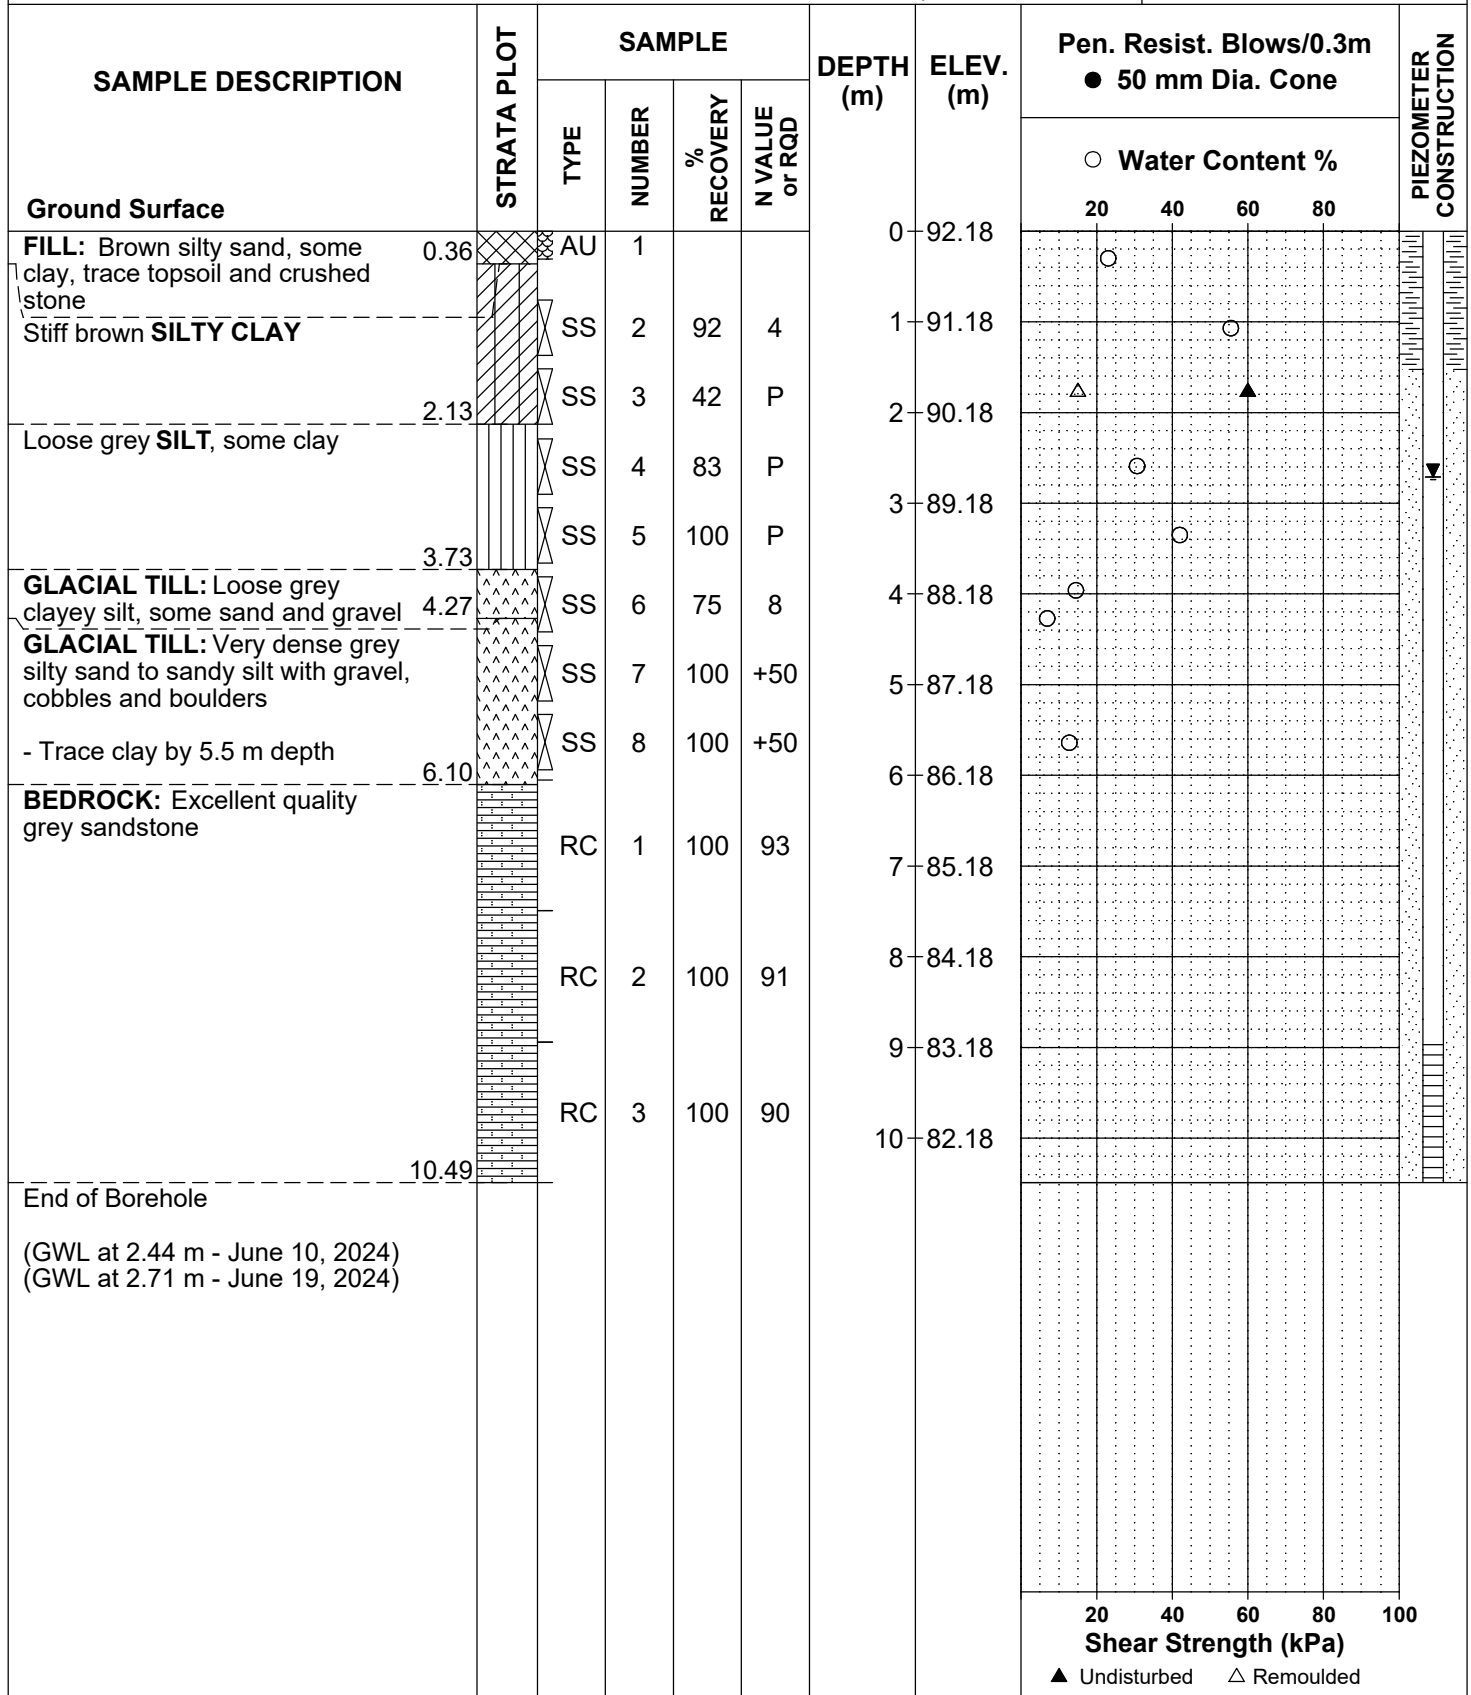 SAMPLE DESCRIPTION
STRATA PLOT
SAMPLE
TYPE
NUMBER
%
RECOVERY
N VALUE
or RQD
DEPTH
(m)
ELEV.
(m)
Pen. Resist. Blows/0.3m
● 50 mm Dia. Cone
○ Water Content %
20 40 60 80
PIEZOMETER
CONSTRUCTION
Ground Surface
0 92.18
FILL: Brown silty sand, some 0.36 AU 1
clay, trace topsoil and crushed
stone
Stiff brown SILTY CLAY SS 2 92 4
1 91.18
SS 3 42 P
2.13
2 90.18
Loose grey SILT, some clay
SS 4 83 P
3 89.18
SS 5 100 P
3.73
GLACIAL TILL: Loose grey
clayey silt, some sand and gravel 4.27 SS 6 75 8
4 88.18
GLACIAL TILL: Very dense grey
silty sand to sandy silt with gravel, SS 7 100 +50
cobbles and boulders
5 87.18
- Trace clay by 5.5 m depth SS 8 100 +50
6.10
6 86.18
BEDROCK: Excellent quality
grey sandstone
RC 1 100 93
7 85.18
8 84.18
RC 2 100 91
9 83.18
RC 3 100 90
10 82.18
10.49
End of Borehole
(GWL at 2.44 m - June 10, 2024)
(GWL at 2.71 m - June 19, 2024)
20 40 60 80 100
Shear Strength (kPa)
▲ Undisturbed △ Remoulded